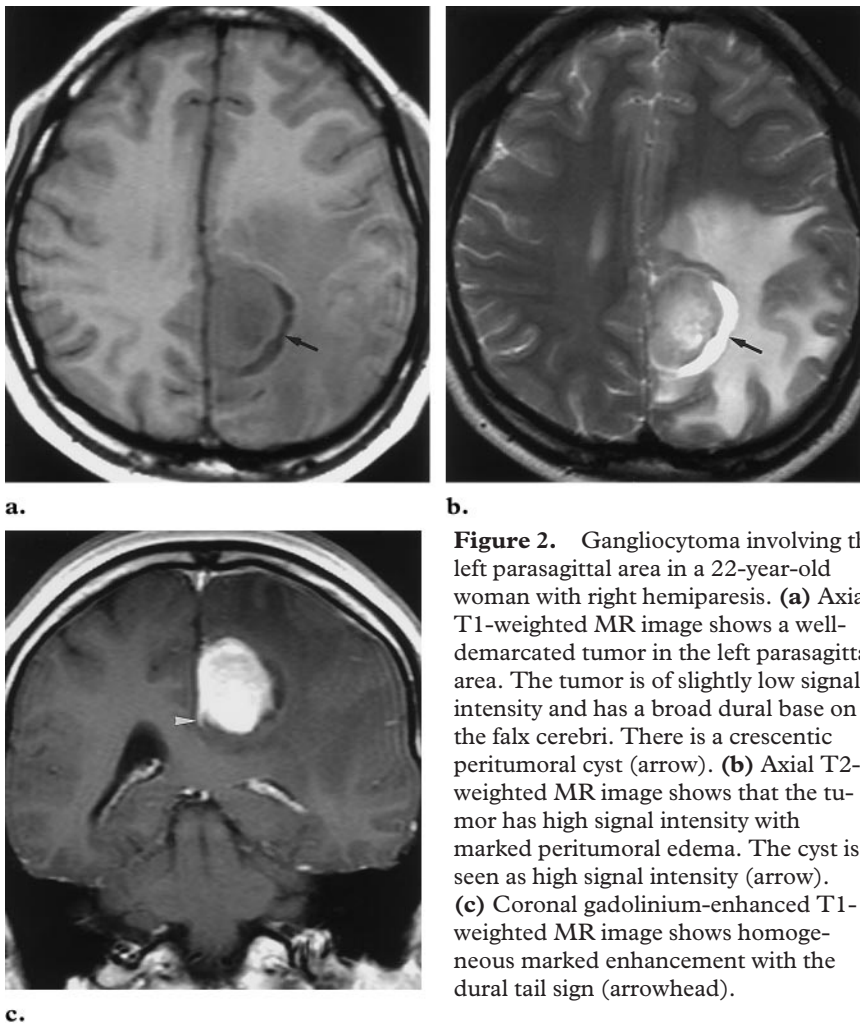 a.
b.
Figure 2. Gangliocytoma involving
left parasagittal area in a 22-year-old
woman with right hemiparesis. (a)
T1-weighted MR image shows a well-
demarcated tumor in the left
area. The tumor is of slightly low signal
intensity and has a broad dural base on
the falx cerebri. There is a crescentic
peritumoral cyst (arrow). (b) Axial T2-
weighted MR image shows that the tu-
mor has high signal intensity with
marked peritumoral edema. The cyst is
seen as high signal intensity (arrow).
(c) Coronal gadolinium-enhanced T1-
weighted MR image shows homoge-
neous marked enhancement with the
dural tail sign (arrowhead).
c.